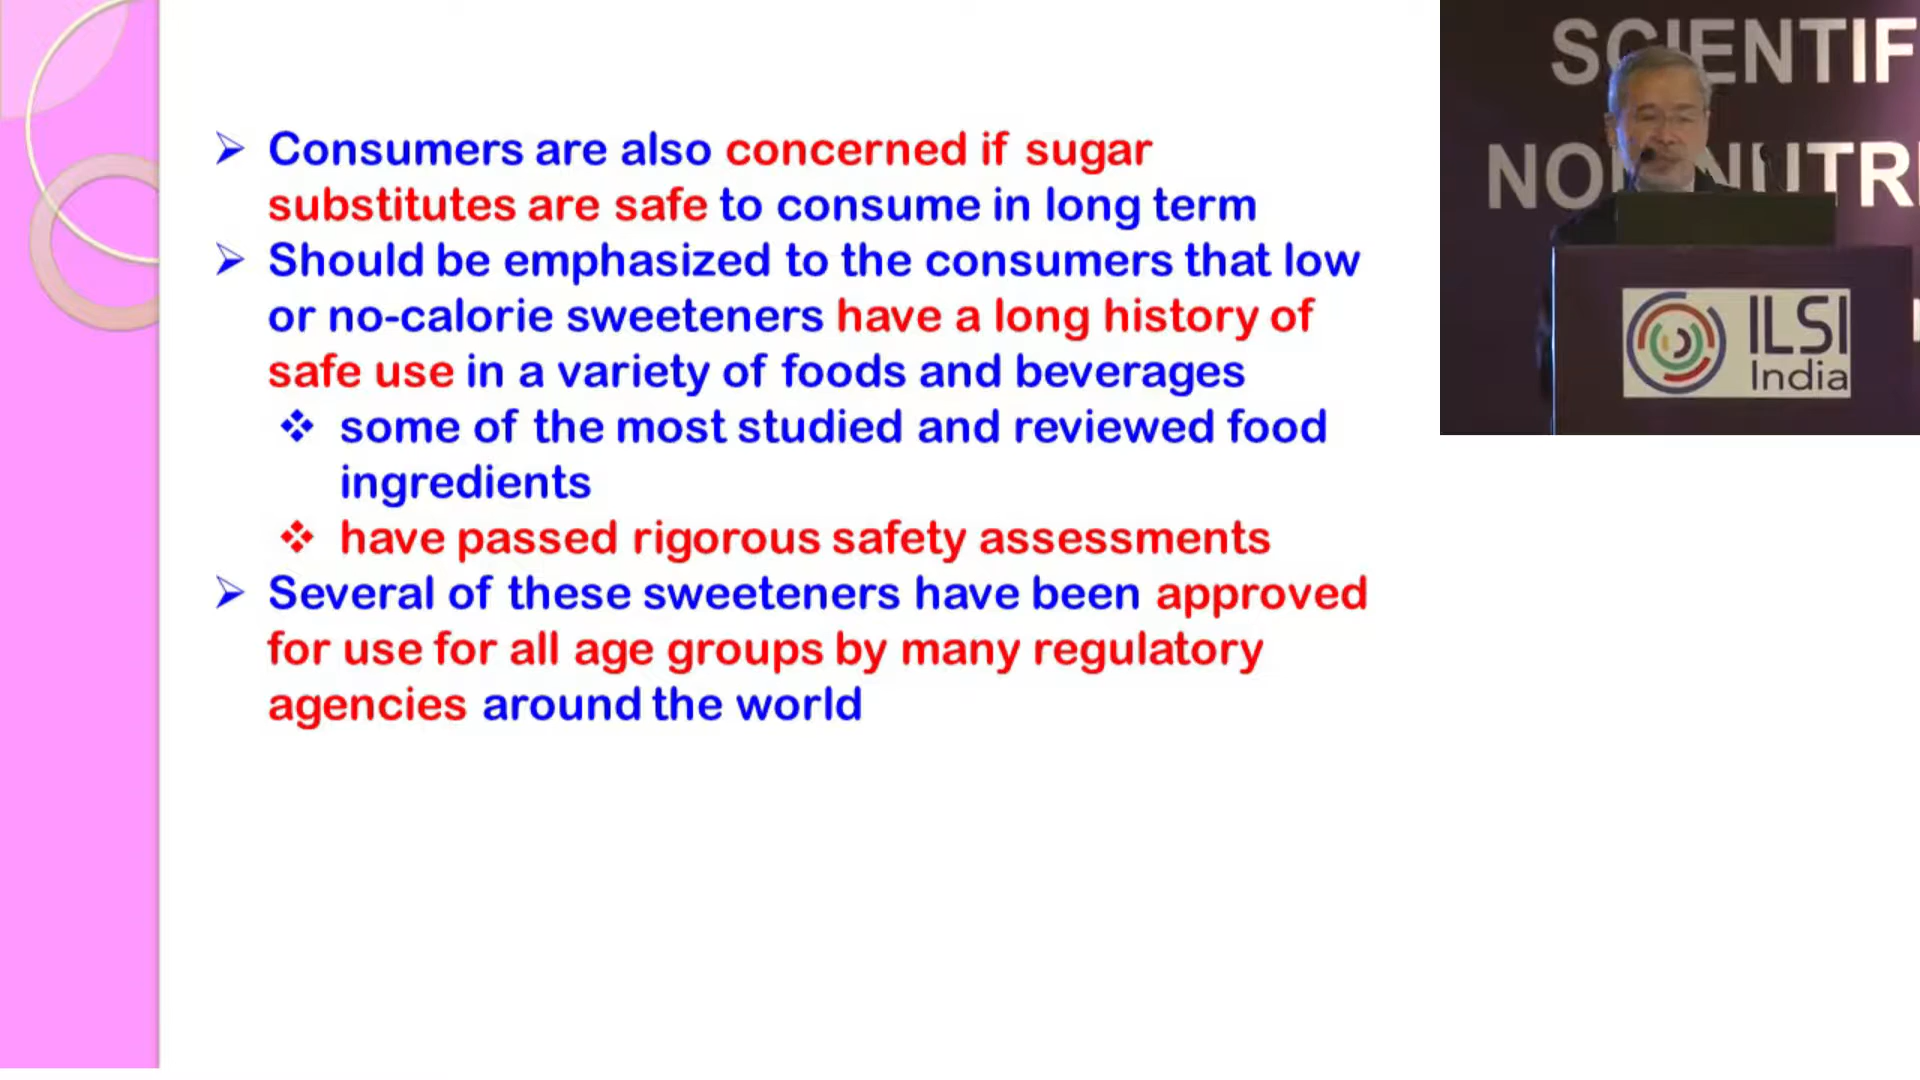 Consumers are also concerned if sugar
substitutes are safe to consume in long term
Should be emphasized to the consumers that low
or no-calorie sweeteners have a long history of
safe use in a variety of foods and beverages
some of the most studied and reviewed food
ingredients
have passed rigorous safety assessments
Several of these sweeteners have been approved
for use for all age groups by many regulatory
agencies around the world
SCIENTIF
NUTRI
ILSI
India